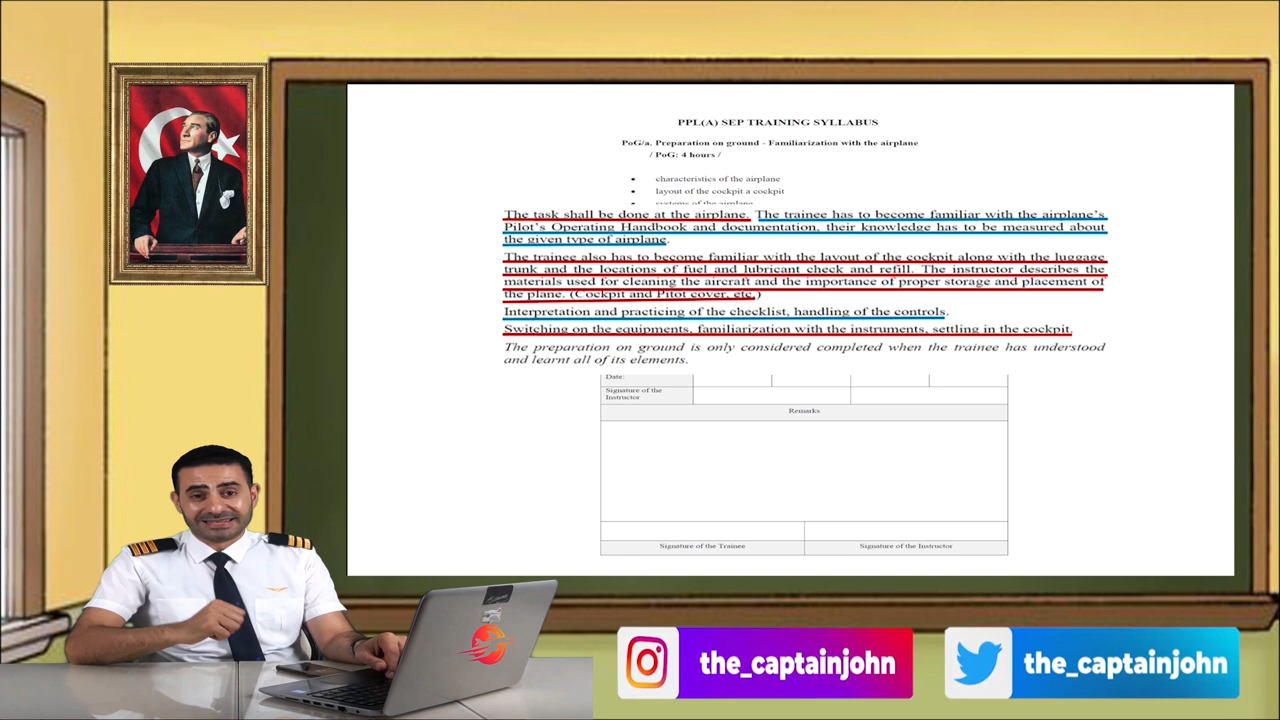 PPL(A) SEP TRAINING SYLLABUS
PoG/a. Preparation on ground - Familiarization with the airplane
/ PoG: 4 hours /
• characteristics of the airplane
• layout of the cockpit a cockpit
• systems of the airplane
The task shall be done at the airplane. The trainee has to become familiar with the airplane's
Pilot's Operating Handbook and documentation, their knowledge has to be measured about
the given type of airplane.
The trainee also has to become familiar with the layout of the cockpit along with the luggage
trunk and the locations of fuel and lubricant check and refill. The instructor describes the
materials used for cleaning the aircraft and the importance of proper storage and placement of
the plane. (Cockpit and Pitot cover, etc.)
Interpretation and practicing of the checklist, handling of the controls.
Switching on the equipments, familiarization with the instruments, settling in the cockpit.
The preparation on ground is only considered completed when the trainee has understood
and learnt all of its elements.
Date:
Signature of the
Instructor
Remarks
Signature of the Trainee
Signature of the Instructor
the_captainjohn
the_captainjohn